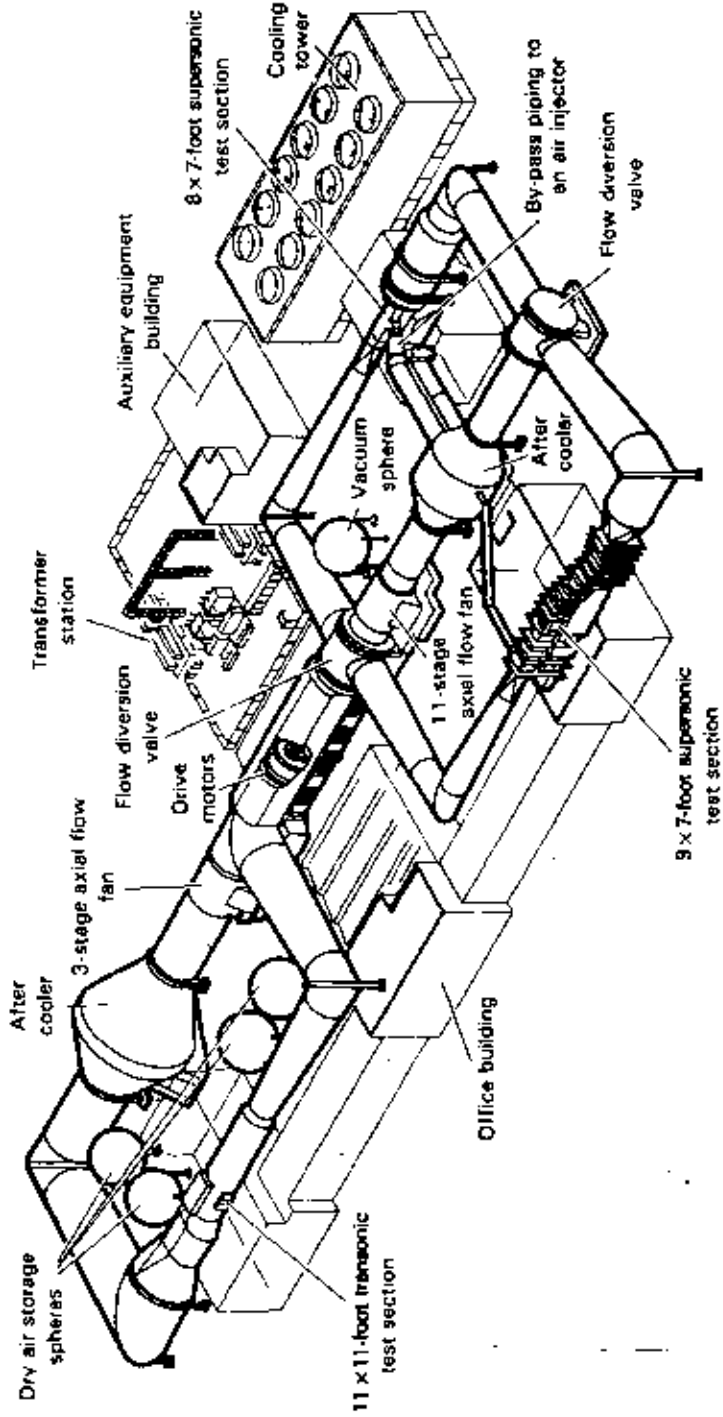 Dry air storage
spheres
After
cooler
3-stage axial flow
fan
Flow diversion
valve
Drive
motors
Transformer
station
Auxiliary equipment
building
8 x 7-foot supersonic
test section
Cooling
tower
Vacuum
sphere
11-stage
axial flow fan
After
cooler
By-pass piping to
an air injector
Flow diversion
valve
11 x 11-foot transonic
test section
Office building
9 x 7-foot supersonic
test section